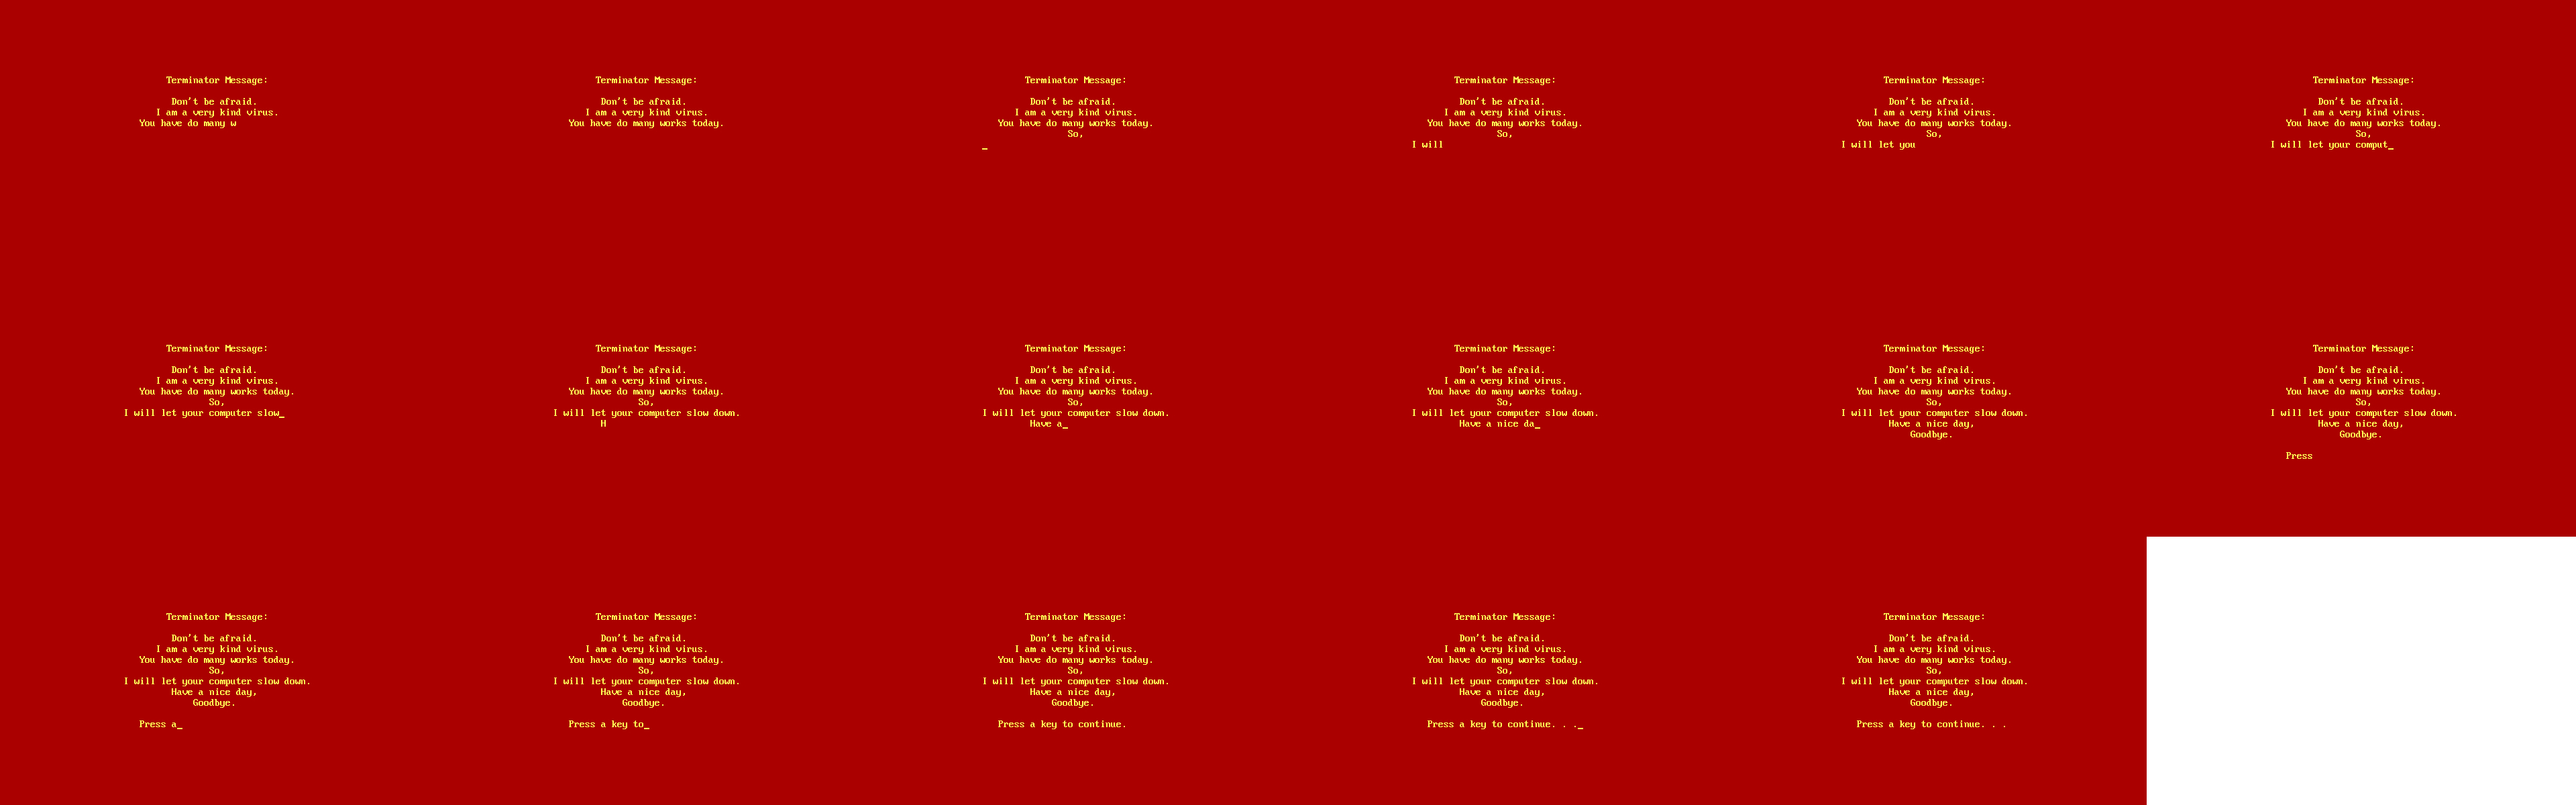 Terminator Message:
Don't be afraid.
I am a very kind virus.
You have do many w
Terminator Message:
Don't be afraid.
I am a very kind virus.
You have do many works today.
Terminator Message:
Don't be afraid.
I am a very kind virus.
You have do many works today.
So,
_
Terminator Message:
Don't be afraid.
I am a very kind virus.
You have do many works today.
So,
I will
Terminator Message:
Don't be afraid.
I am a very kind virus.
You have do many works today.
So,
I will let you
Terminator Message:
Don't be afraid.
I am a very kind virus.
You have do many works today.
So,
I will let your comput_
Terminator Message:
Don't be afraid.
I am a very kind virus.
You have do many works today.
So,
I will let your computer slow_
Terminator Message:
Don't be afraid.
I am a very kind virus.
You have do many works today.
So,
I will let your computer slow down.
H
Terminator Message:
Don't be afraid.
I am a very kind virus.
You have do many works today.
So,
I will let your computer slow down.
Have a_
Terminator Message:
Don't be afraid.
I am a very kind virus.
You have do many works today.
So,
I will let your computer slow down.
Have a nice da_
Terminator Message:
Don't be afraid.
I am a very kind virus.
You have do many works today.
So,
I will let your computer slow down.
Have a nice day,
Goodbye.
Terminator Message:
Don't be afraid.
I am a very kind virus.
You have do many works today.
So,
I will let your computer slow down.
Have a nice day,
Goodbye.
Press
Terminator Message:
Don't be afraid.
I am a very kind virus.
You have do many works today.
So,
I will let your computer slow down.
Have a nice day,
Goodbye.
Press a_
Terminator Message:
Don't be afraid.
I am a very kind virus.
You have do many works today.
So,
I will let your computer slow down.
Have a nice day,
Goodbye.
Press a key to_
Terminator Message:
Don't be afraid.
I am a very kind virus.
You have do many works today.
So,
I will let your computer slow down.
Have a nice day,
Goodbye.
Press a key to continue.
Terminator Message:
Don't be afraid.
I am a very kind virus.
You have do many works today.
So,
I will let your computer slow down.
Have a nice day,
Goodbye.
Press a key to continue. . ._
Terminator Message:
Don't be afraid.
I am a very kind virus.
You have do many works today.
So,
I will let your computer slow down.
Have a nice day,
Goodbye.
Press a key to continue. . .